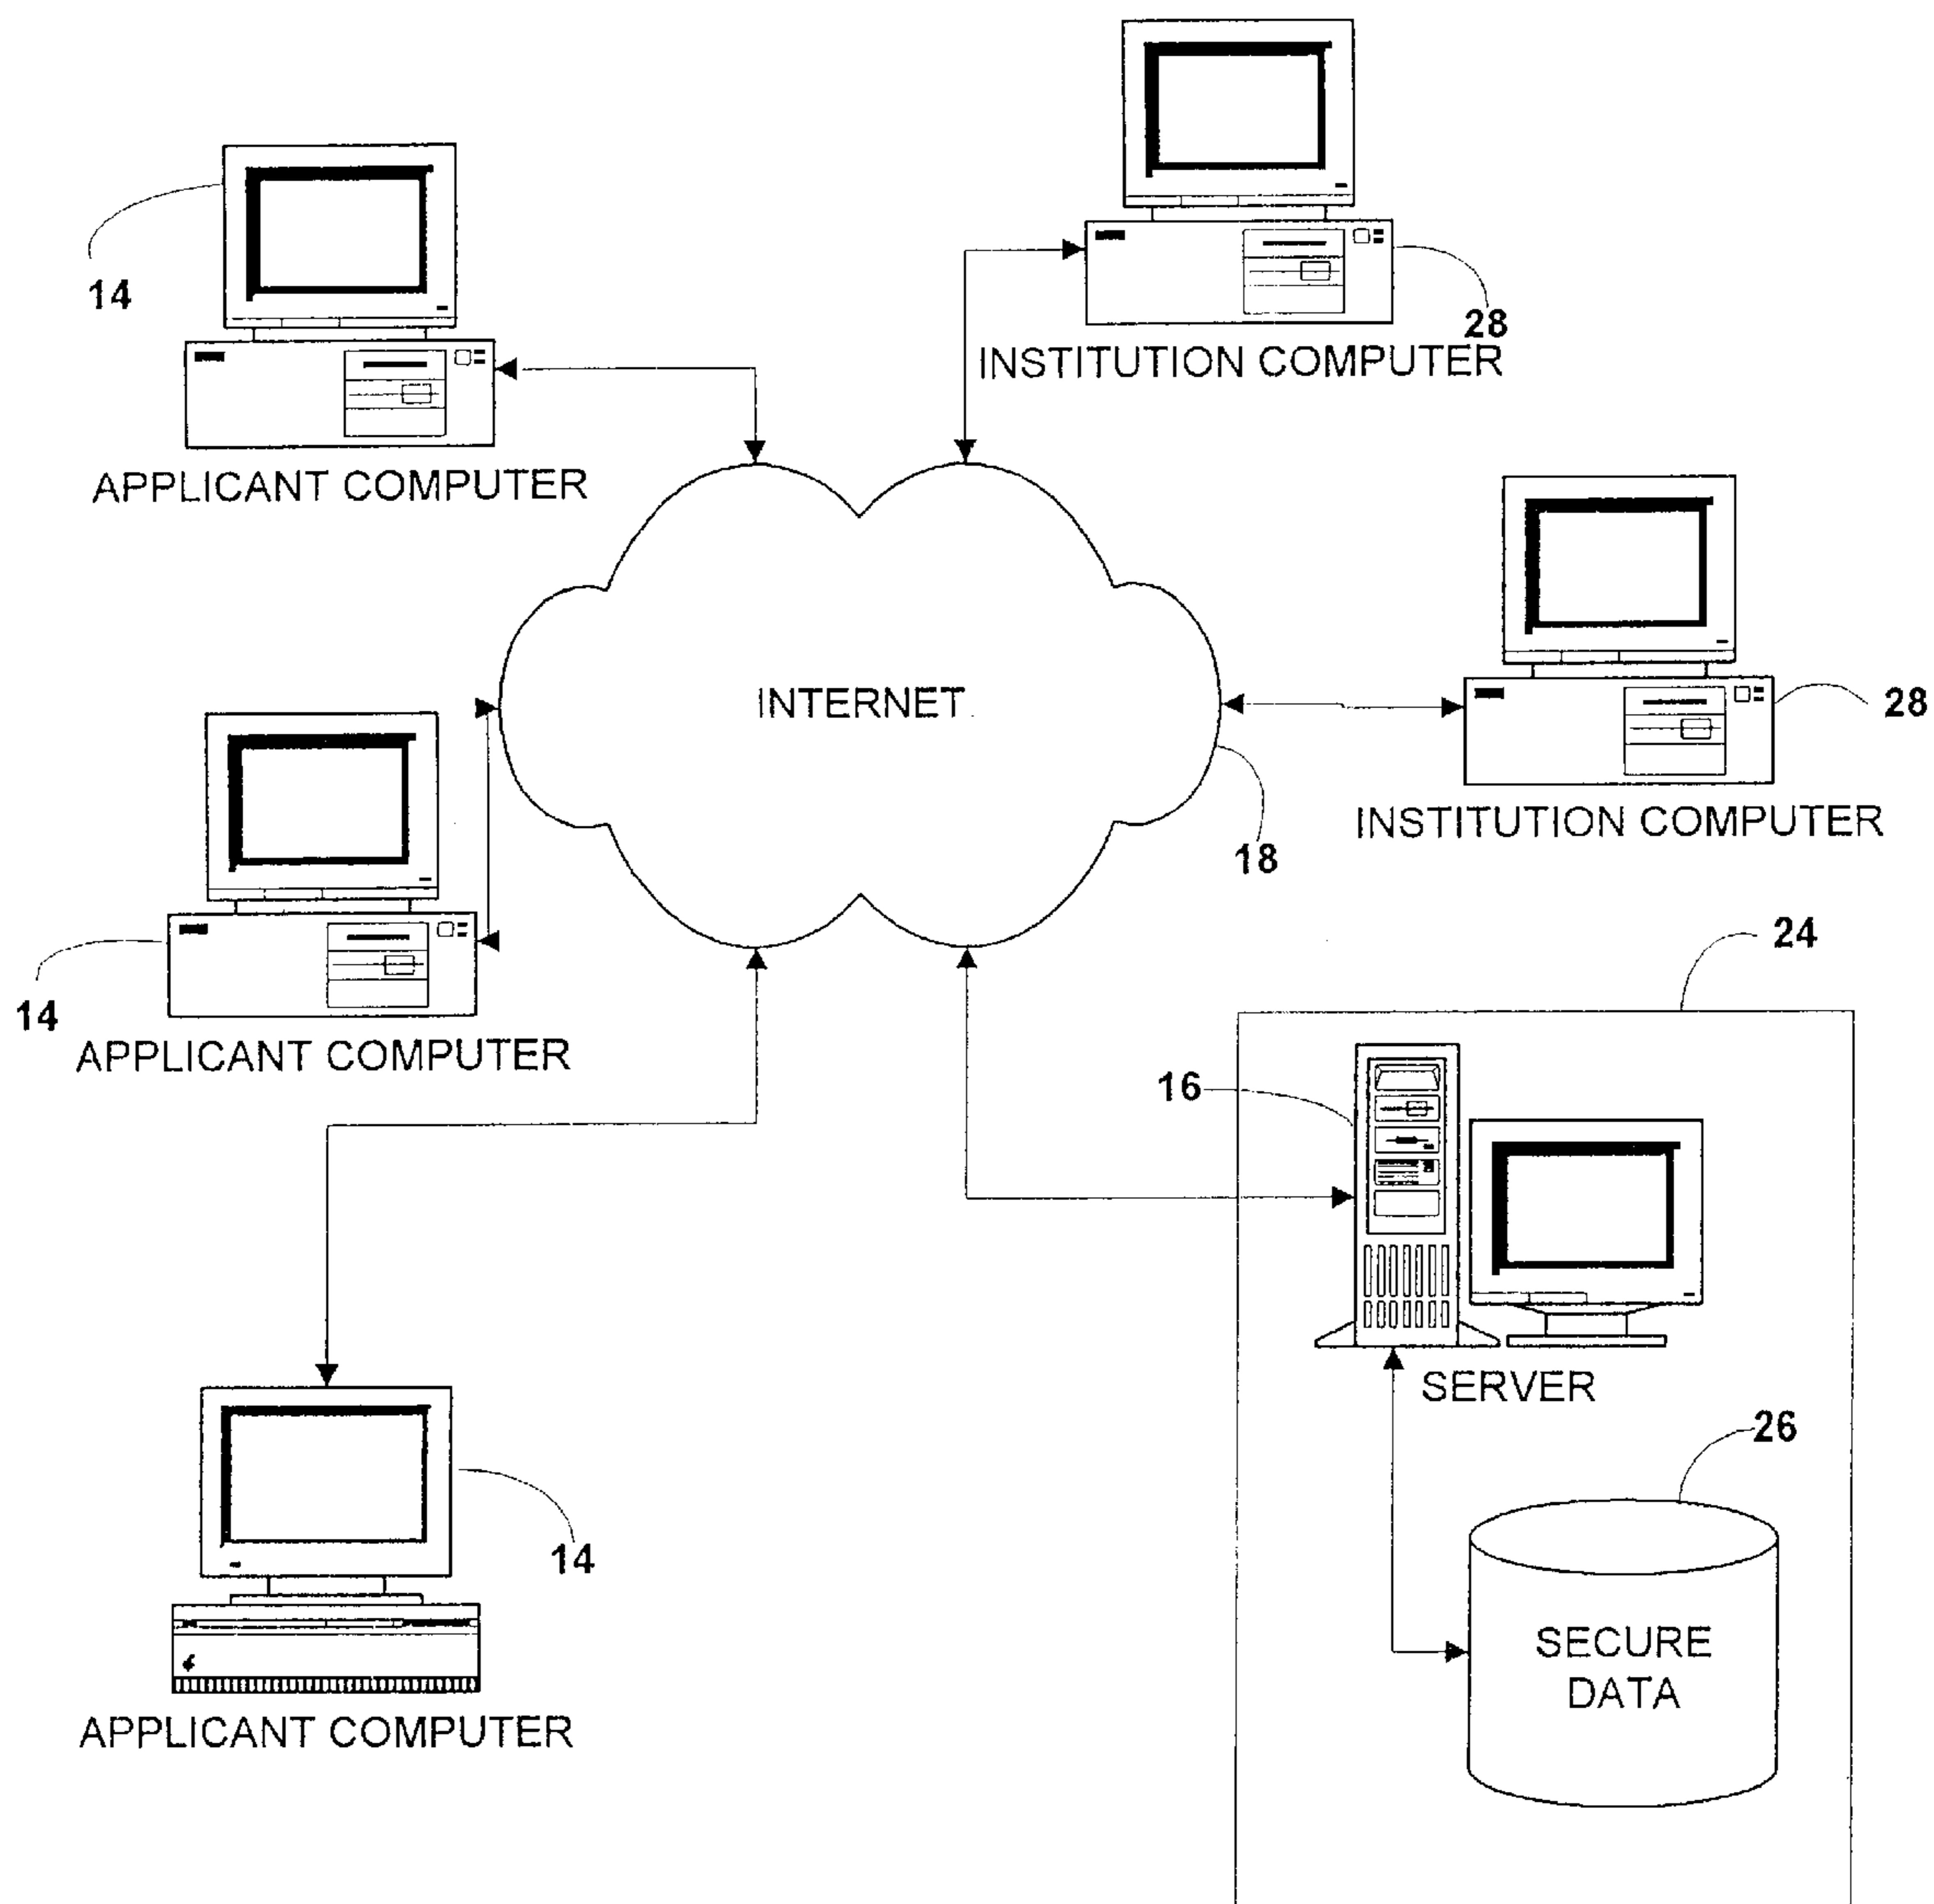 28
INSTITUTION COMPUTER
14
APPLICANT COMPUTER
INTERNET
28
INSTITUTION COMPUTER
18
14
APPLICANT COMPUTER
24
16
SERVER
14
APPLICANT COMPUTER
26
SECURE
DATA